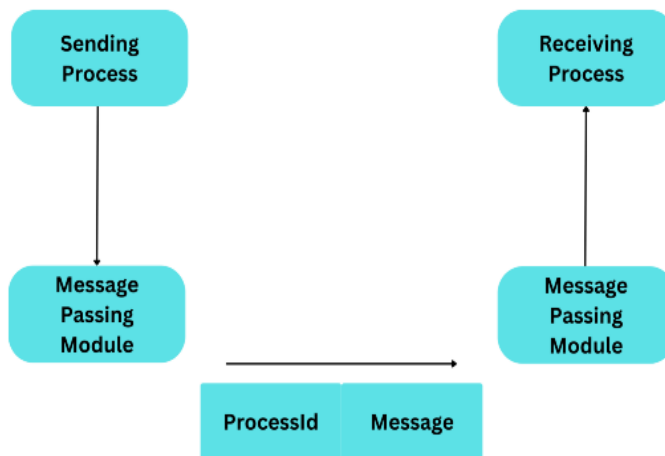 Sending
Process
Receiving
Process
Message
Passing
Module
Message
Passing
Module
ProcessId
Message